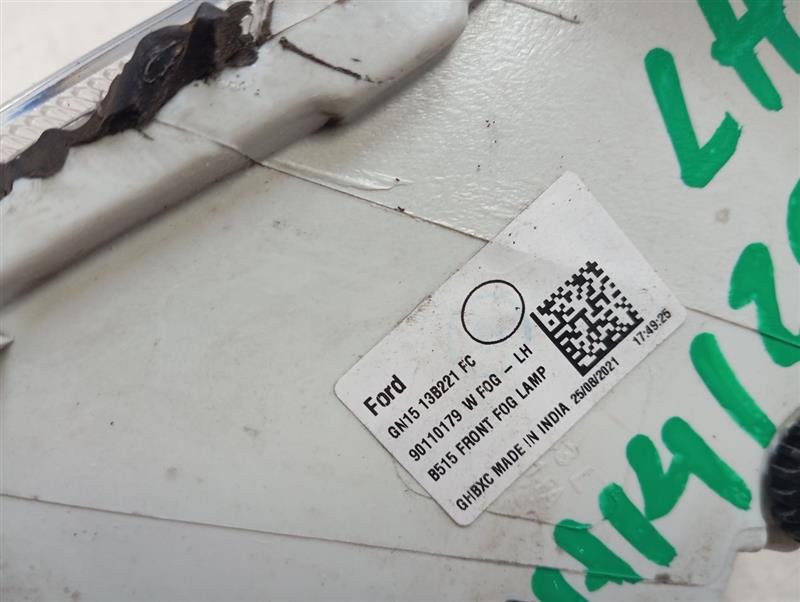 Ford
GN15 13B221 FC
90110179 W FOG - LH
B515 FRONT FOG LAMP
GHBXC MADE IN INDIA 25/08/2021 17:49:25